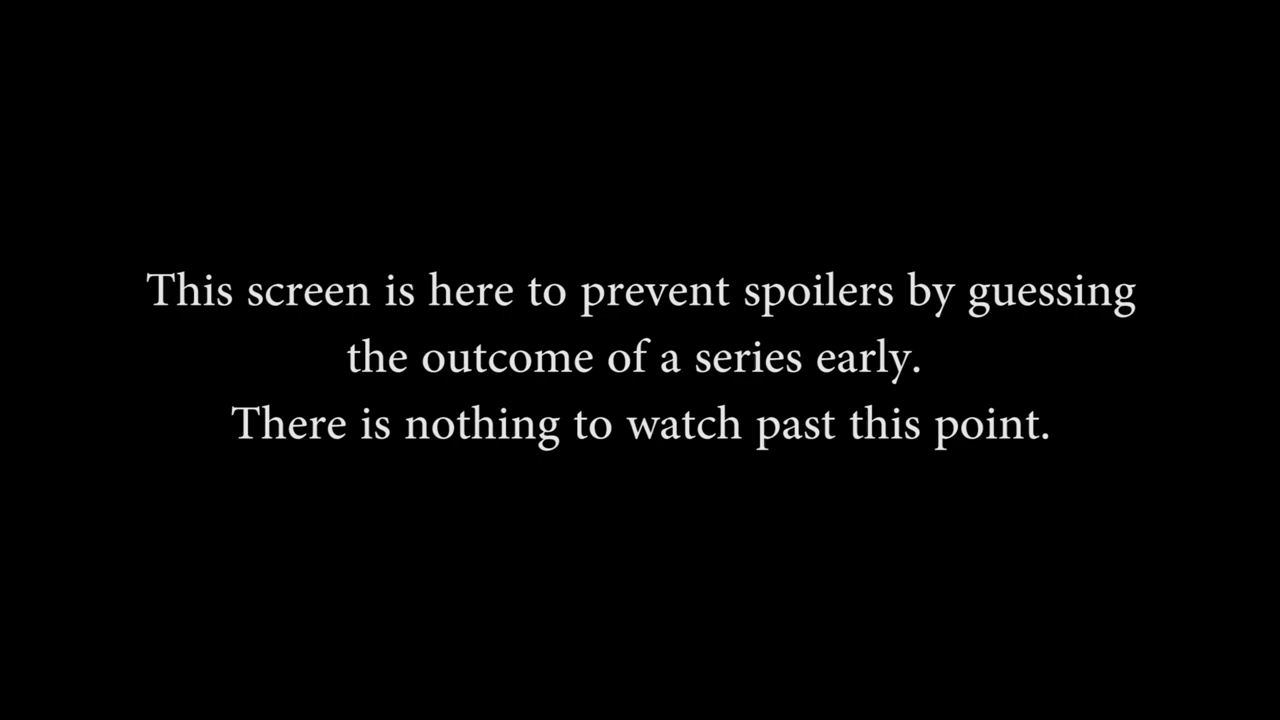 This screen is here to prevent spoilers by guessing
the outcome of a series early.
There is nothing to watch past this point.